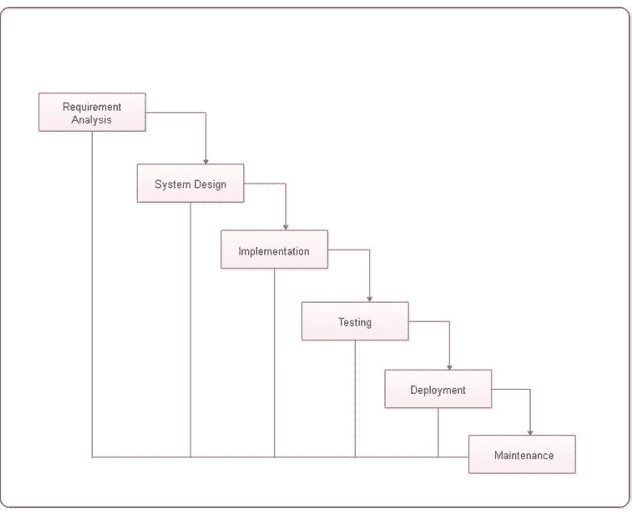 Requirement
Analysis
System Design
Implementation
Testing
Deployment
Maintenance